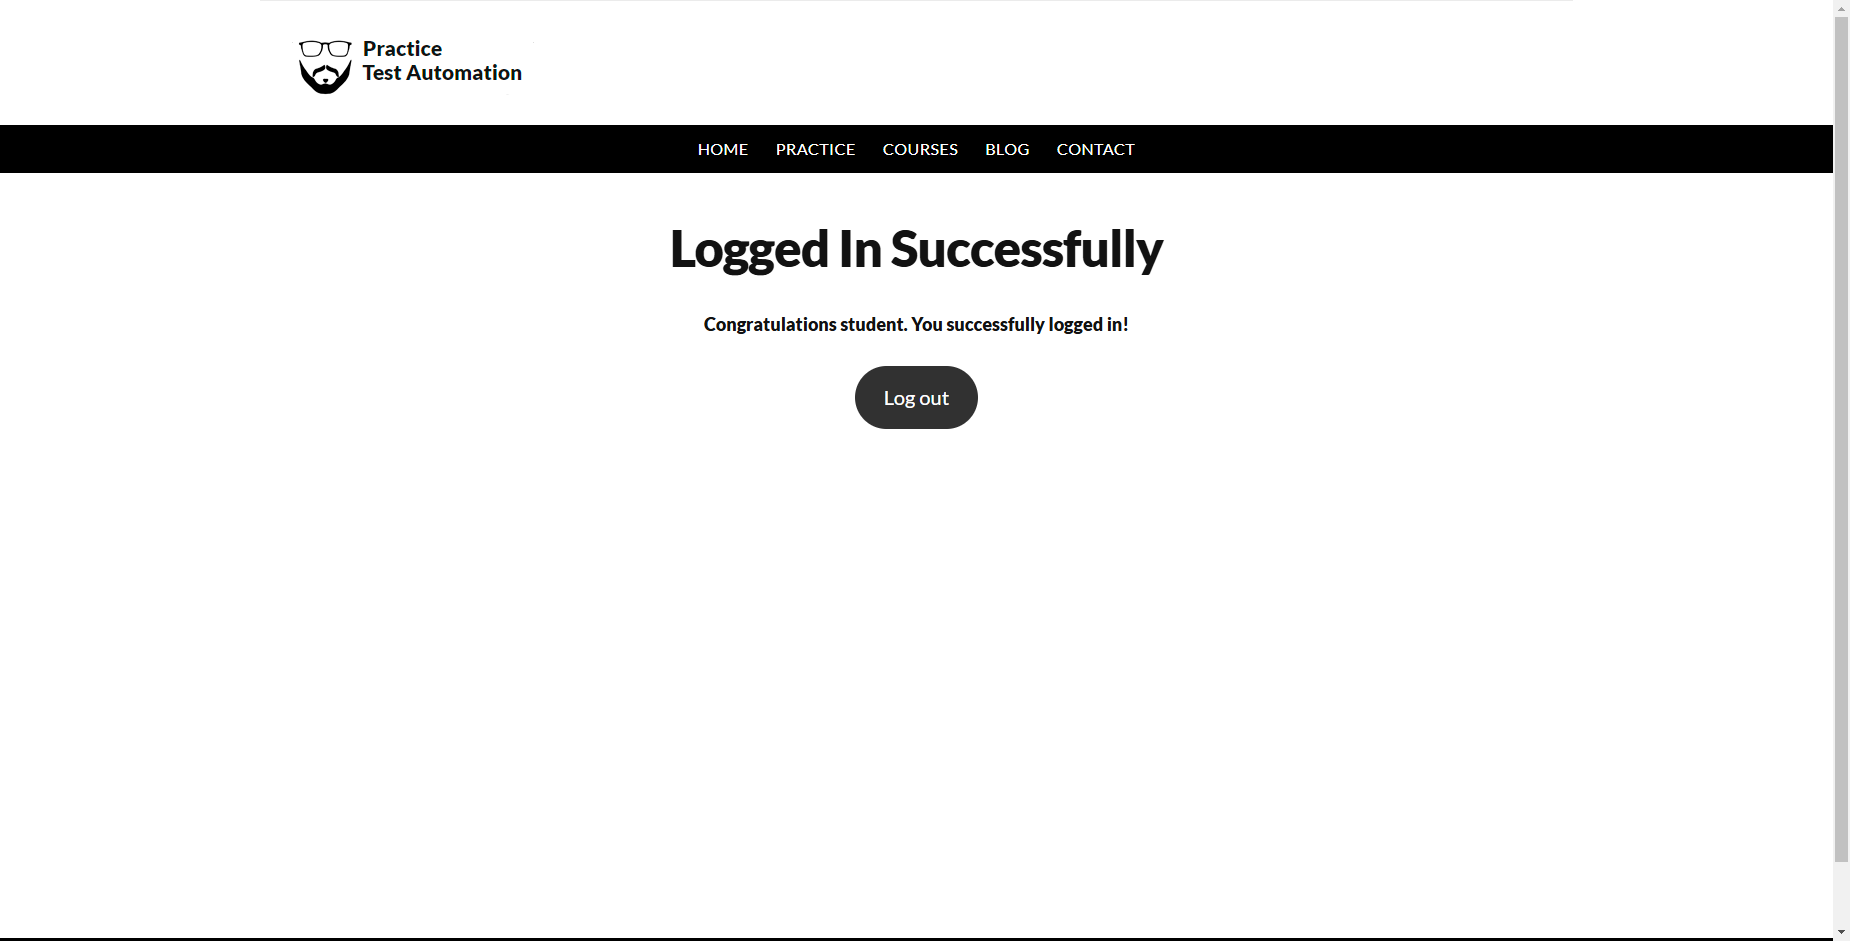 Practice
Test Automation
HOME PRACTICE COURSES BLOG CONTACT
Logged In Successfully
Congratulations student. You successfully logged in!
Log out